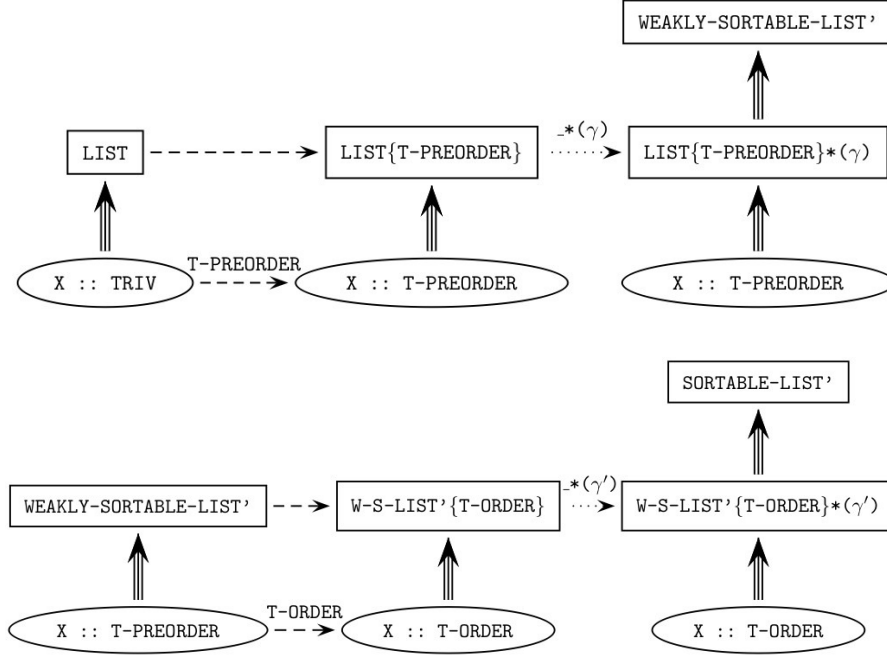 WEAKLY-SORTABLE-LIST’
LIST
LIST{T-PREORDER}
_*(γ)
LIST{T-PREORDER}*(γ)
T-PREORDER
X :: TRIV
X :: T-PREORDER
X :: T-PREORDER
SORTABLE-LIST’
WEAKLY-SORTABLE-LIST’
W-S-LIST’{T-ORDER}
_*(γ′)
W-S-LIST’{T-ORDER}*(γ′)
T-ORDER
X :: T-PREORDER
X :: T-ORDER
X :: T-ORDER